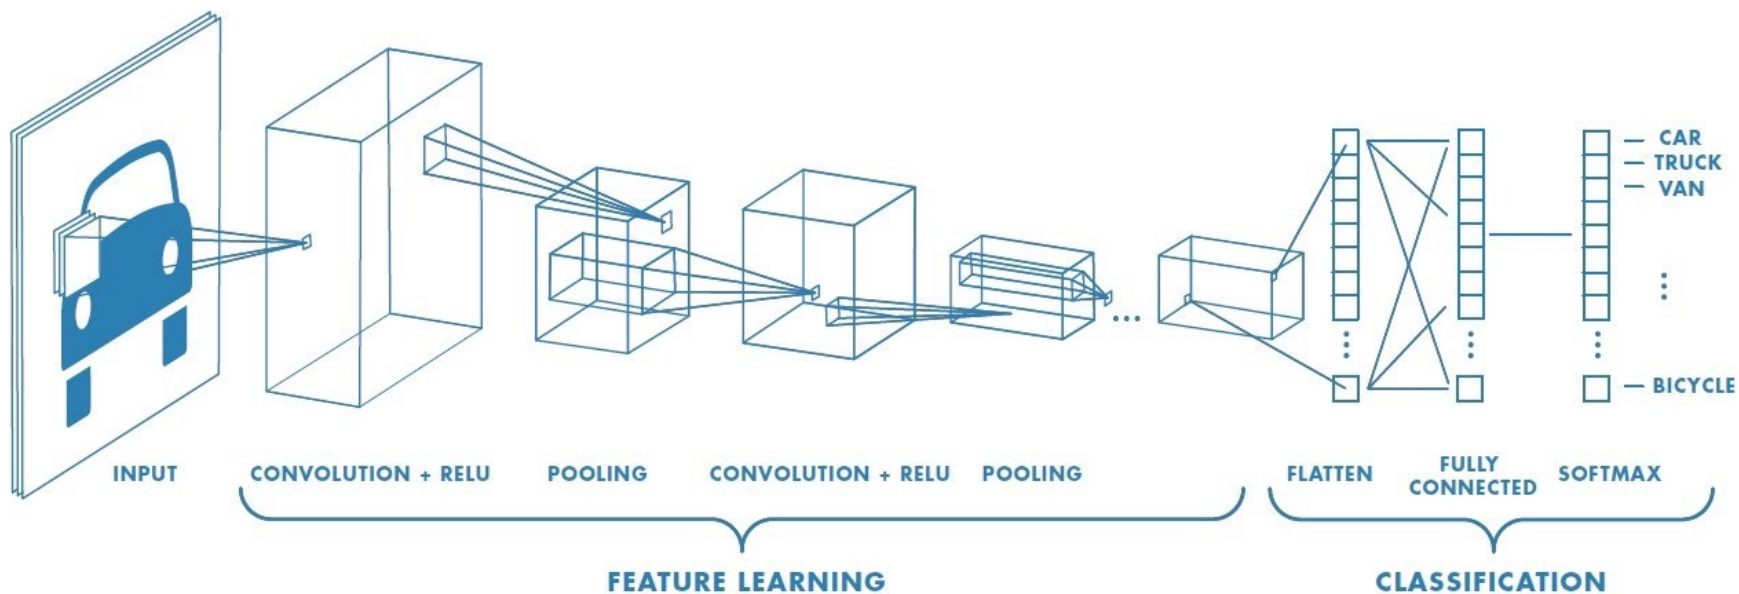 CAR
TRUCK
VAN
BICYCLE
INPUT
CONVOLUTION + RELU
POOLING
CONVOLUTION + RELU
POOLING
FLATTEN
FULLY
CONNECTED
SOFTMAX
FEATURE LEARNING
CLASSIFICATION